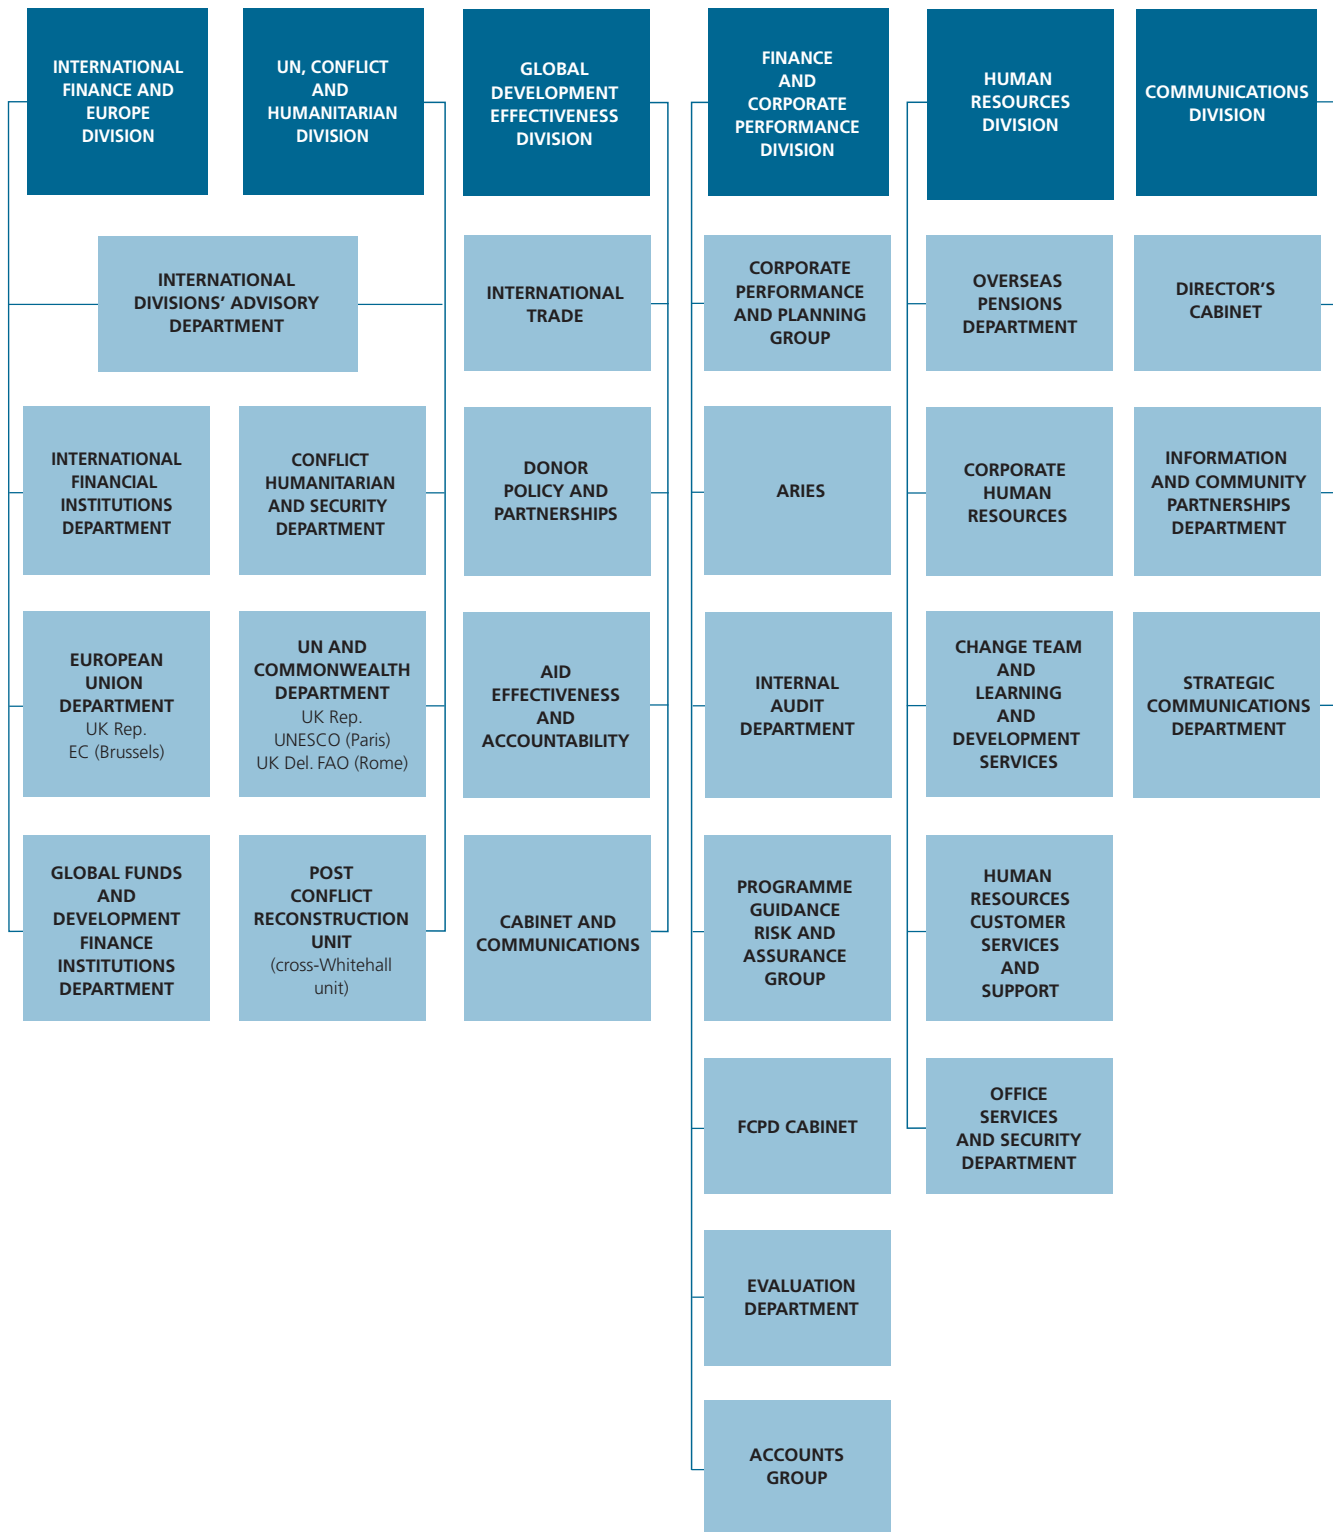 INTERNATIONAL
FINANCE AND
EUROPE
DIVISION
UN, CONFLICT
AND
HUMANITARIAN
DIVISION
GLOBAL
DEVELOPMENT
EFFECTIVENESS
DIVISION
FINANCE
AND
CORPORATE
PERFORMANCE
DIVISION
HUMAN
RESOURCES
DIVISION
COMMUNICATIONS
DIVISION
INTERNATIONAL
DIVISIONS’ ADVISORY
DEPARTMENT
INTERNATIONAL
TRADE
CORPORATE
PERFORMANCE
AND PLANNING
GROUP
OVERSEAS
PENSIONS
DEPARTMENT
DIRECTOR’S
CABINET
INTERNATIONAL
FINANCIAL
INSTITUTIONS
DEPARTMENT
CONFLICT
HUMANITARIAN
AND SECURITY
DEPARTMENT
DONOR
POLICY AND
PARTNERSHIPS
ARIES
CORPORATE
HUMAN
RESOURCES
INFORMATION
AND COMMUNITY
PARTNERSHIPS
DEPARTMENT
EUROPEAN
UNION
DEPARTMENT
UK Rep.
EC (Brussels)
UN AND
COMMONWEALTH
DEPARTMENT
UK Rep.
UNESCO (Paris)
UK Del. FAO (Rome)
AID
EFFECTIVENESS
AND
ACCOUNTABILITY
INTERNAL
AUDIT
DEPARTMENT
CHANGE TEAM
AND
LEARNING
AND
DEVELOPMENT
SERVICES
STRATEGIC
COMMUNICATIONS
DEPARTMENT
GLOBAL FUNDS
AND
DEVELOPMENT
FINANCE
INSTITUTIONS
DEPARTMENT
POST
CONFLICT
RECONSTRUCTION
UNIT
(cross-Whitehall
unit)
CABINET AND
COMMUNICATIONS
PROGRAMME
GUIDANCE
RISK AND
ASSURANCE
GROUP
HUMAN
RESOURCES
CUSTOMER
SERVICES
AND
SUPPORT
FCPD CABINET
OFFICE
SERVICES
AND SECURITY
DEPARTMENT
EVALUATION
DEPARTMENT
ACCOUNTS
GROUP